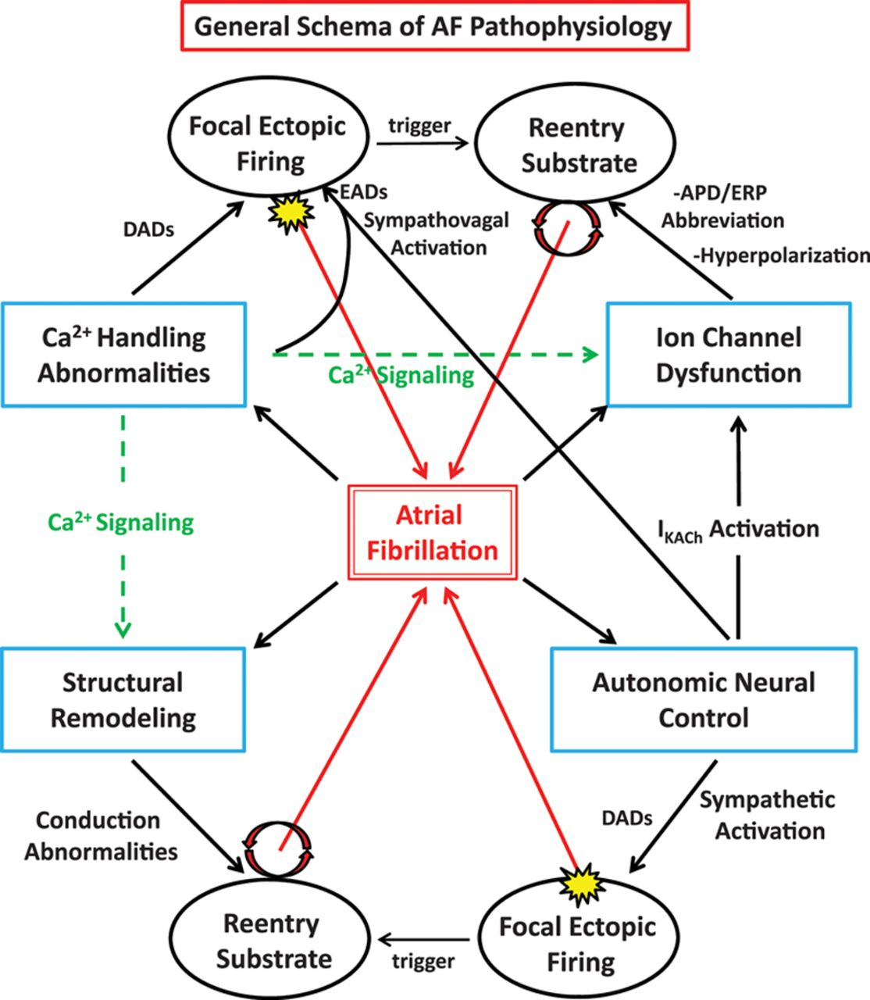 General Schema of AF Pathophysiology
Focal Ectopic
Firing
trigger
Reentry
Substrate
DADs
EADs
Sympathovagal
Activation
-APD/ERP
Abbreviation
-Hyperpolarization
Ca²⁺ Handling
Abnormalities
Ca²⁺ Signaling
Ion Channel
Dysfunction
Ca²⁺ Signaling
Atrial
Fibrillation
I_KACh Activation
Structural
Remodeling
Autonomic Neural
Control
Conduction
Abnormalities
DADs
Sympathetic
Activation
Reentry
Substrate
trigger
Focal Ectopic
Firing